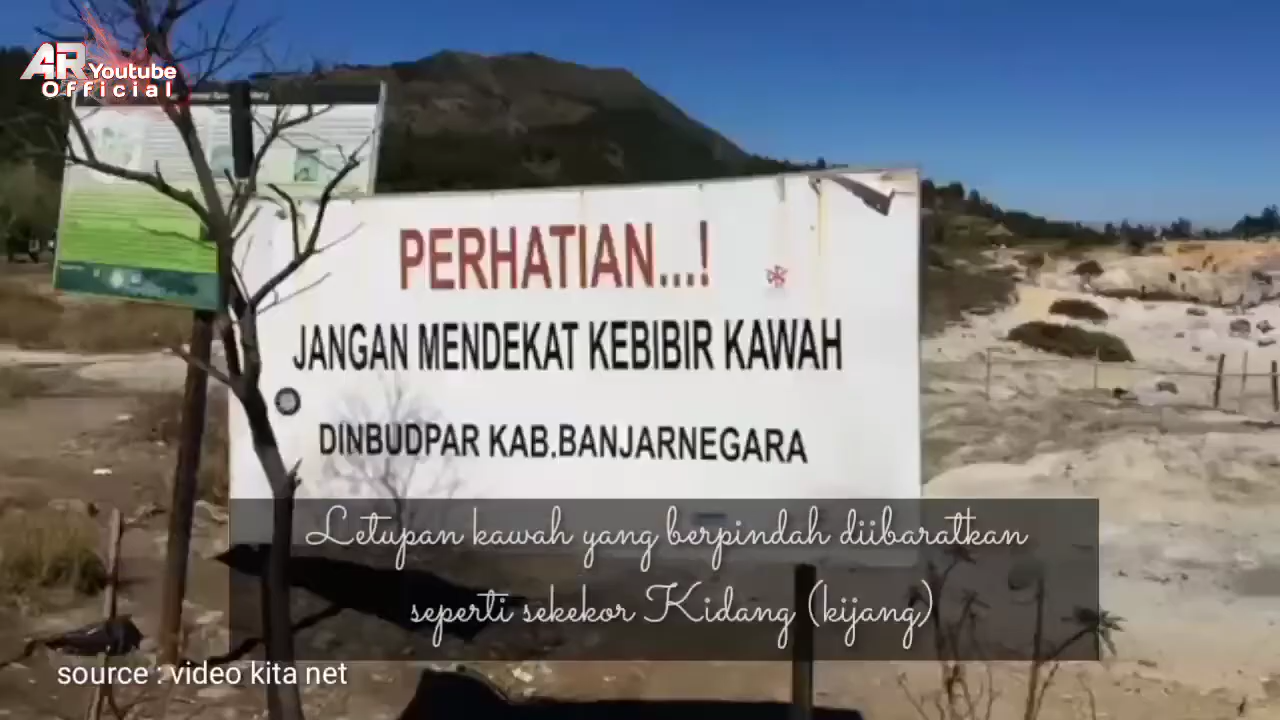 AR Youtube
Official
PERHATIAN...!
JANGAN MENDEKAT KEBIBIR KAWAH
DINBUDPAR KAB.BANJARNEGARA
Letupan kawah yang berpindah diibaratkan
seperti sekekor Kidang (kijang)
source : video kita net